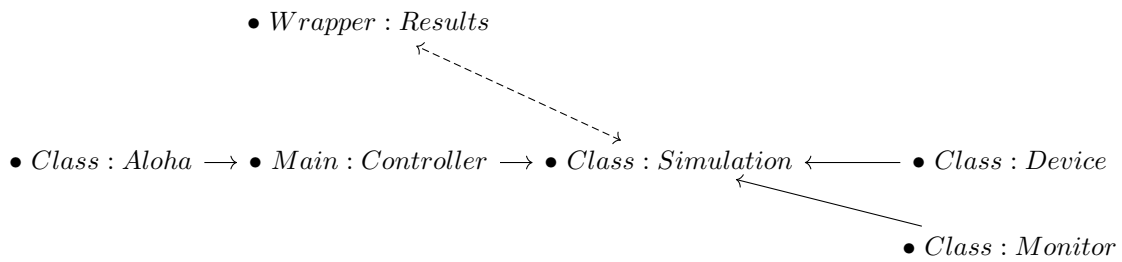 • Wrapper : Results
• Class : Aloha
• Main : Controller
• Class : Simulation
• Class : Device
• Class : Monitor